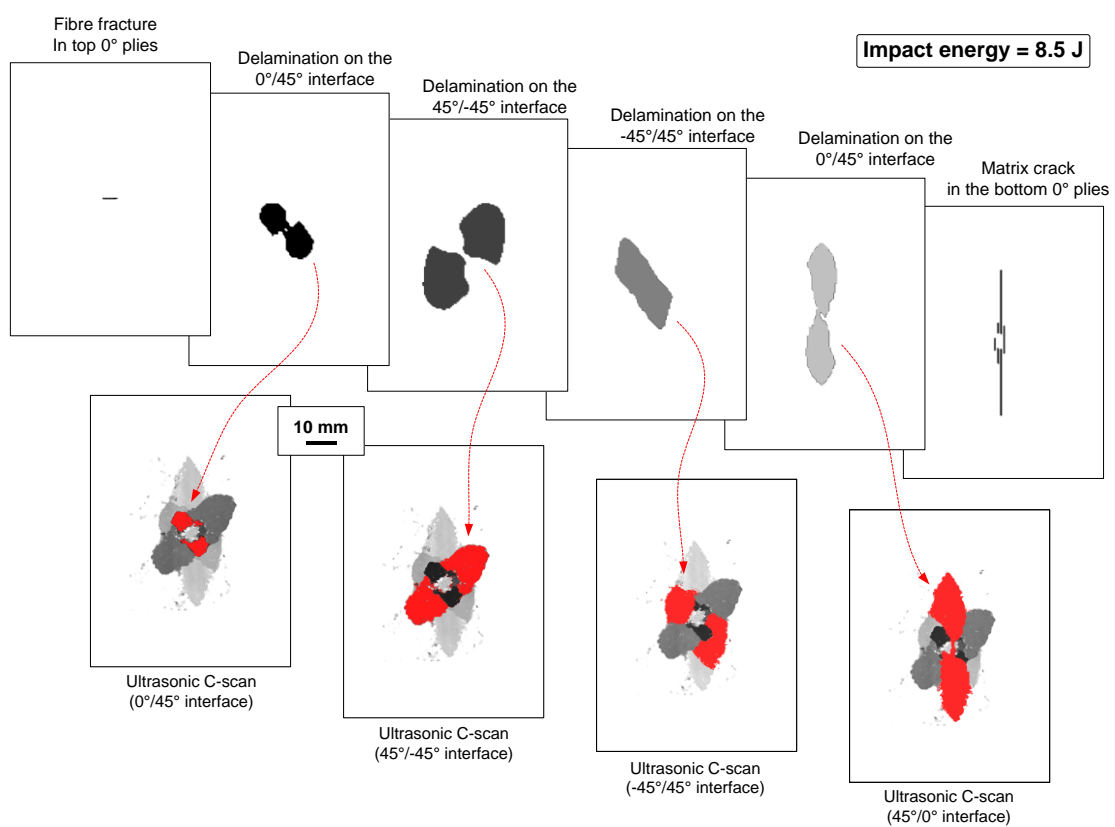 Fibre fracture
In top 0° plies
Delamination on the
0°/45° interface
Delamination on the
45°/-45° interface
Impact energy = 8.5 J
Delamination on the
-45°/45° interface
Delamination on the
0°/45° interface
Matrix crack
in the bottom 0° plies
10 mm
Ultrasonic C-scan
(0°/45° interface)
Ultrasonic C-scan
(45°/-45° interface)
Ultrasonic C-scan
(-45°/45° interface)
Ultrasonic C-scan
(45°/0° interface)